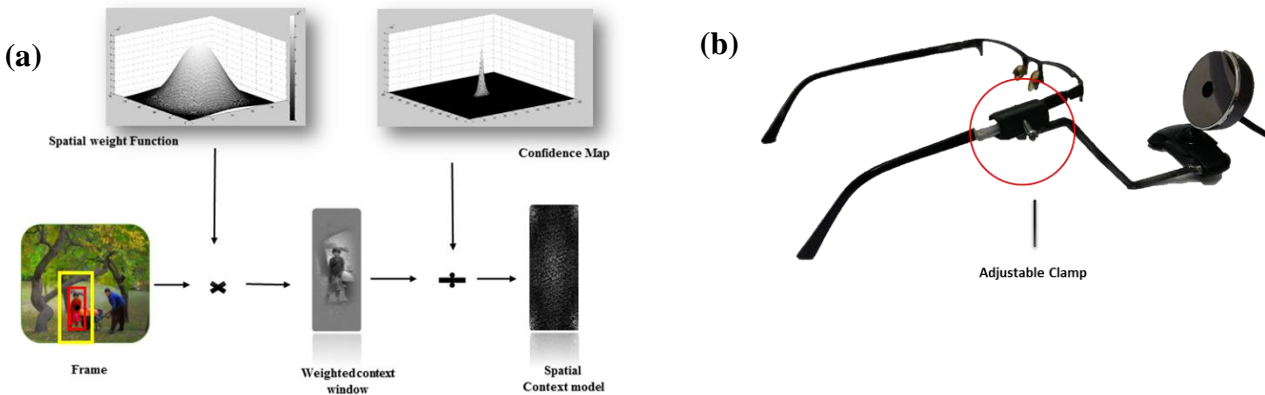 (a)
(b)
Spatial weight Function
Confidence Map
Adjustable Clamp
Frame
Weighted context
window
Spatial
Context model